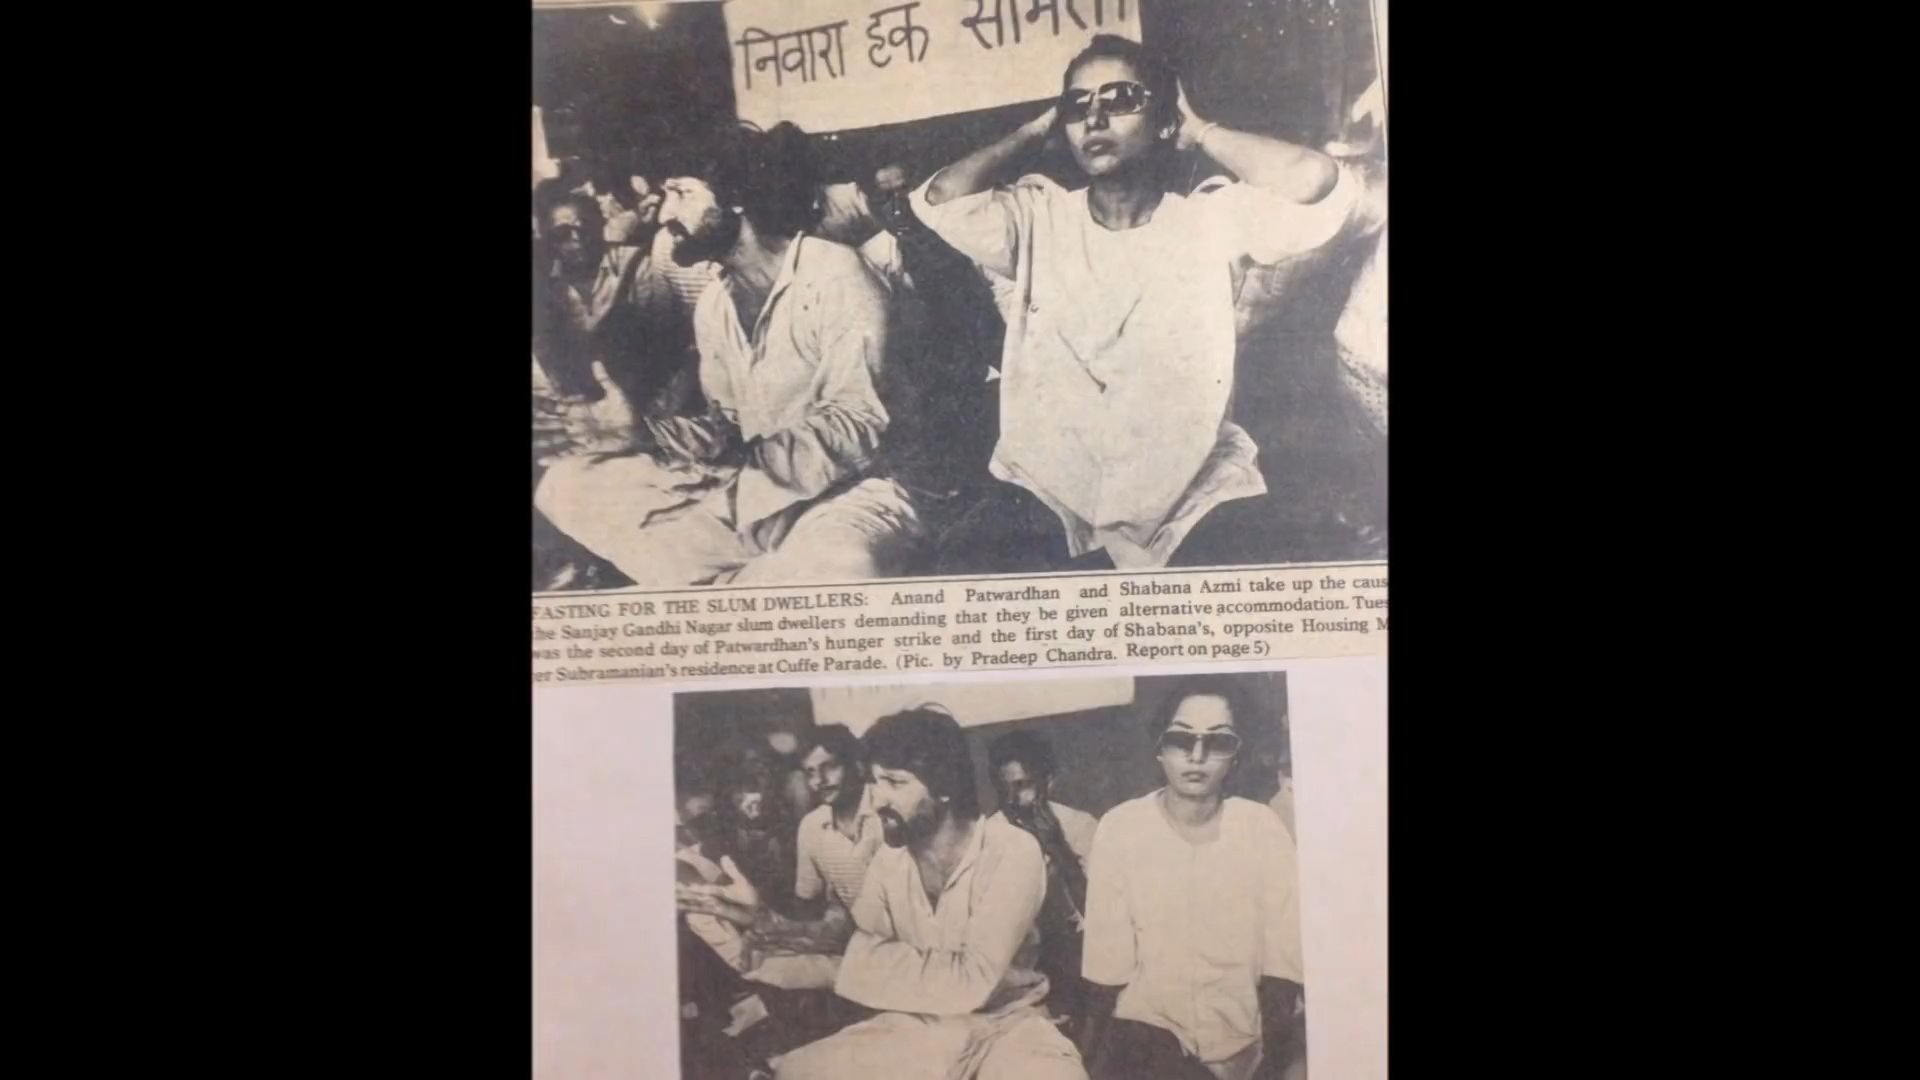 निवारा हक समिती
FASTING FOR THE SLUM DWELLERS: Anand Patwardhan and Shabana Azmi take up the caus
he Sanjay Gandhi Nagar slum dwellers demanding that they be given alternative accommodation. Tues
was the second day of Patwardhan's hunger strike and the first day of Shabana's, opposite Housing M
er Subramanian's residence at Cuffe Parade. (Pic. by Pradeep Chandra. Report on page 5)